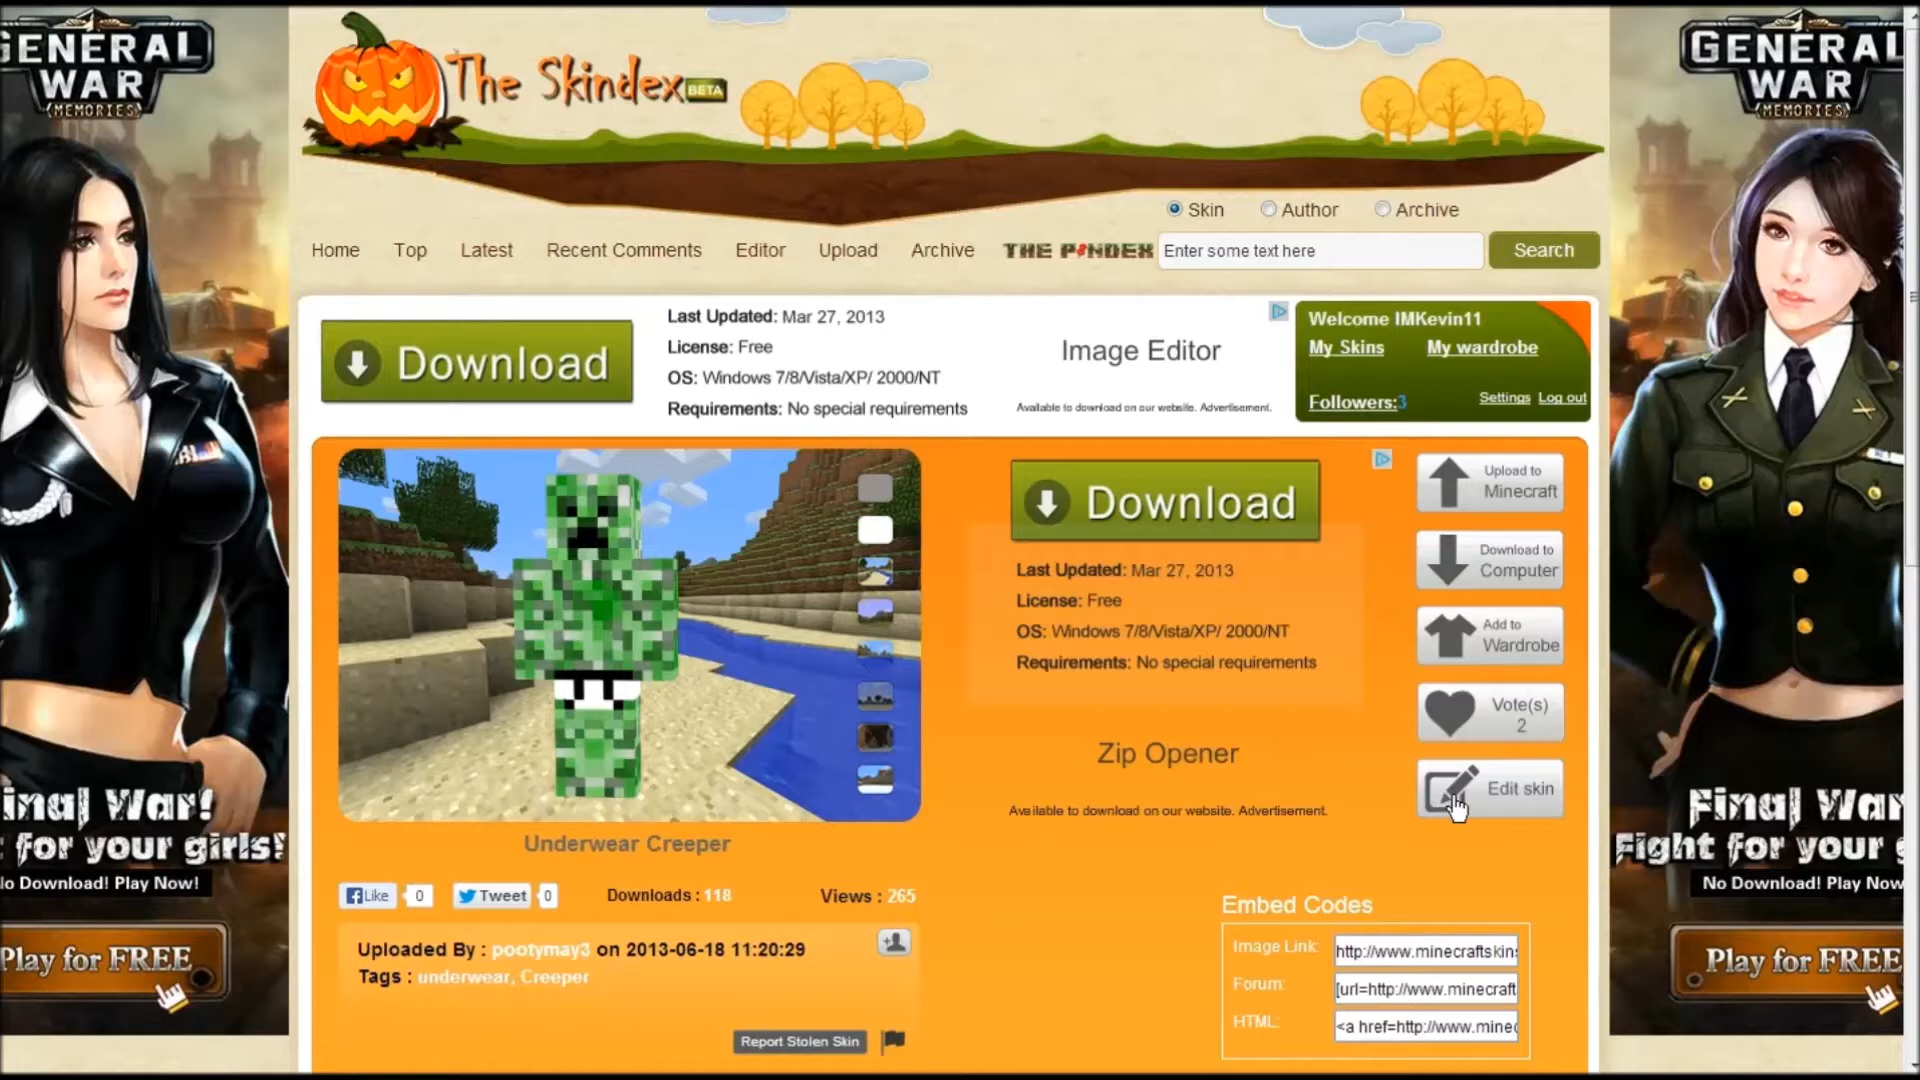 GENERAL
WAR
(MEMORIES)
The Skindex BETA
GENERAL
WAR
(MEMORIES)
Skin Author Archive
Home Top Latest Recent Comments Editor Upload Archive THE PINDEX Enter some text here Search
Download
Last Updated: Mar 27, 2013
License: Free
OS: Windows 7/8/Vista/XP/ 2000/NT
Requirements: No special requirements
Image Editor
Available to download on our website. Advertisement.
Welcome IMKevin11
My Skins My wardrobe
Followers:3 Settings Log out
Download
Last Updated: Mar 27, 2013
License: Free
OS: Windows 7/8/Vista/XP/ 2000/NT
Requirements: No special requirements
Zip Opener
Available to download on our website. Advertisement.
Upload to
Minecraft
Download to
Computer
Add to
Wardrobe
Vote(s)
2
Edit skin
Underwear Creeper
Like 0 Tweet 0 Downloads : 118 Views : 265
Uploaded By : pootymay3 on 2013-06-18 11:20:29
Tags : underwear, Creeper
Report Stolen Skin
Embed Codes
Image Link: http://www.minecraftskins
Forum: [url=http://www.minecraft
HTML: <a href=http://www.minec
inal War!
for your girls!
No Download! Play Now!
Play for FREE
Final War
Fight for your g
No Download! Play Now
Play for FREE